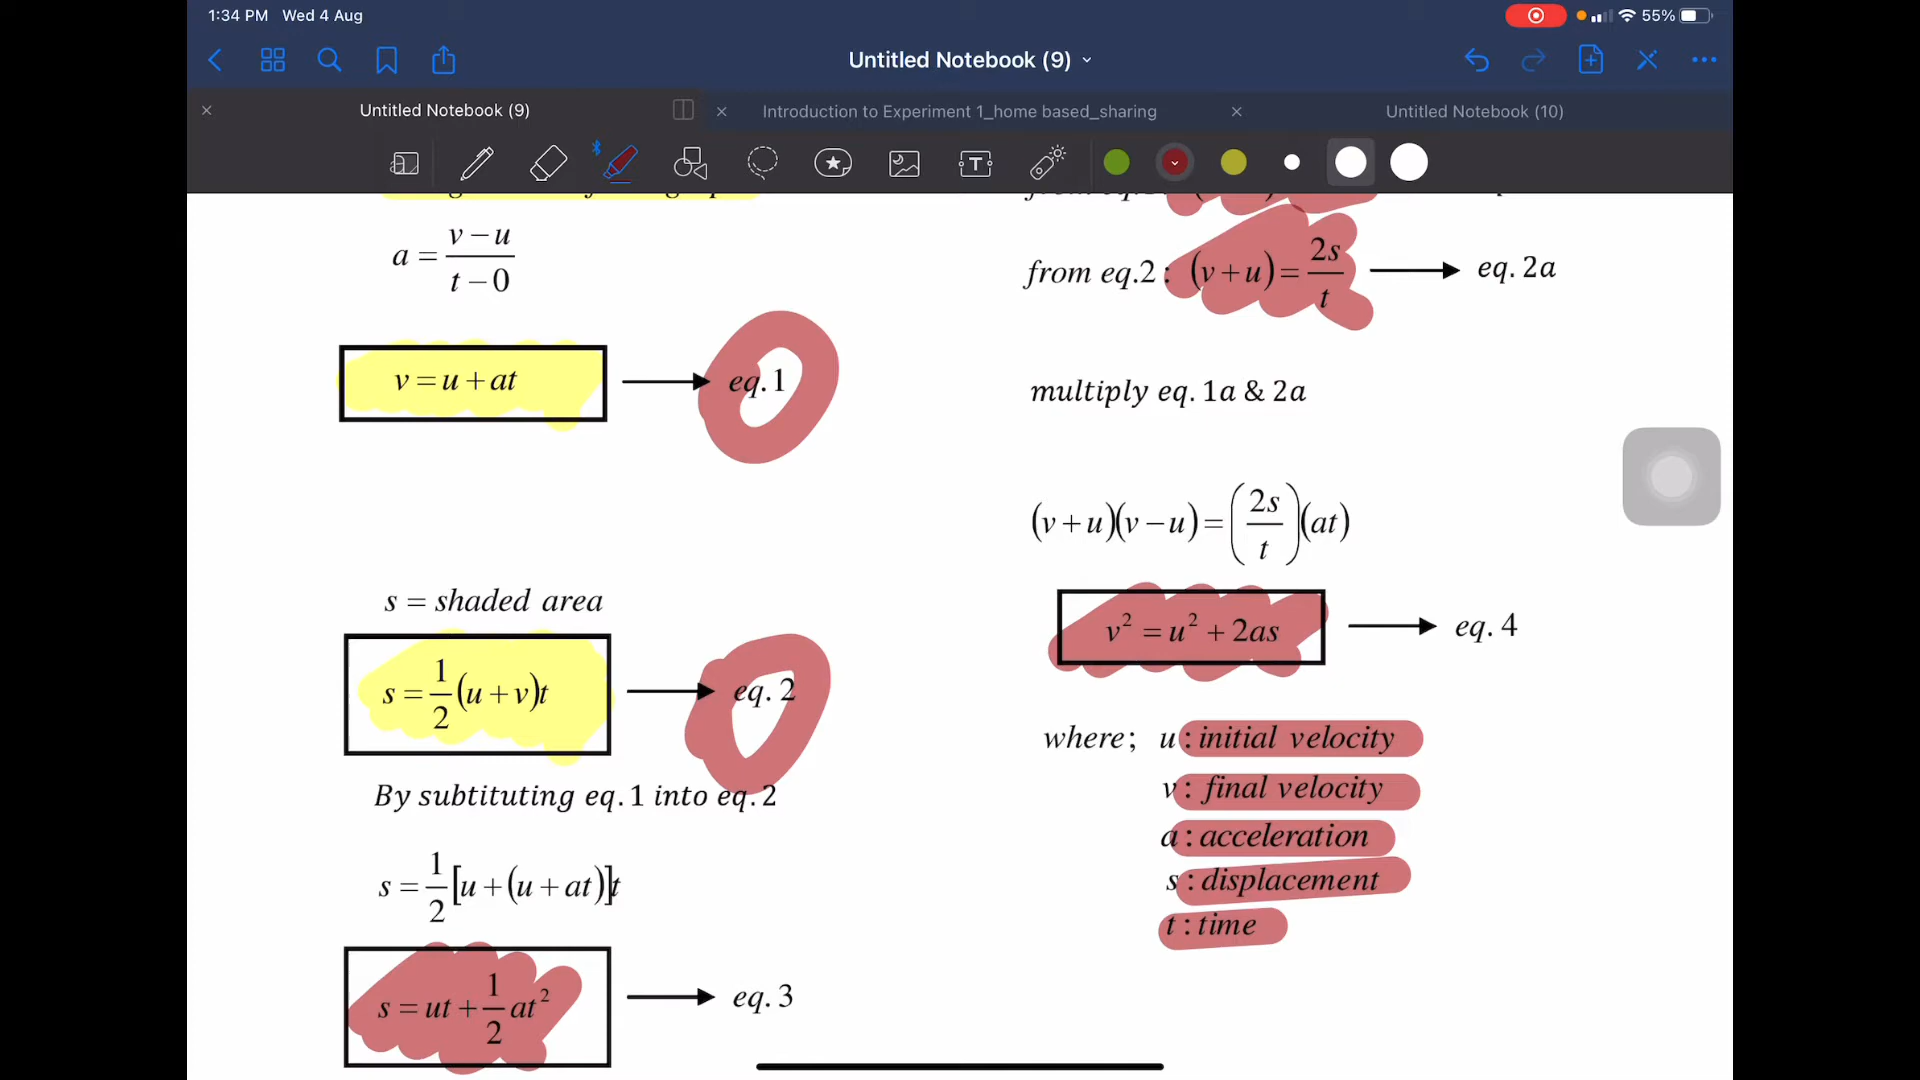 1:34 PM Wed 4 Aug
55%
Untitled Notebook (9)
Untitled Notebook (9)
Introduction to Experiment 1_home based_sharing
Untitled Notebook (10)
a = (v − u)/(t − 0)
v = u + at
eq. 1
s = shaded area
s = 1/2 (u + v)t
eq. 2
By subtituting eq. 1 into eq. 2
s = 1/2 [u + (u + at)]t
s = ut + 1/2 at²
eq. 3
from eq.2 : (v + u) = 2s/t
eq. 2a
multiply eq. 1a & 2a
(v + u)(v − u) = (2s/t)(at)
v² = u² + 2as
eq. 4
where; u : initial velocity
v : final velocity
a : acceleration
s : displacement
t : time